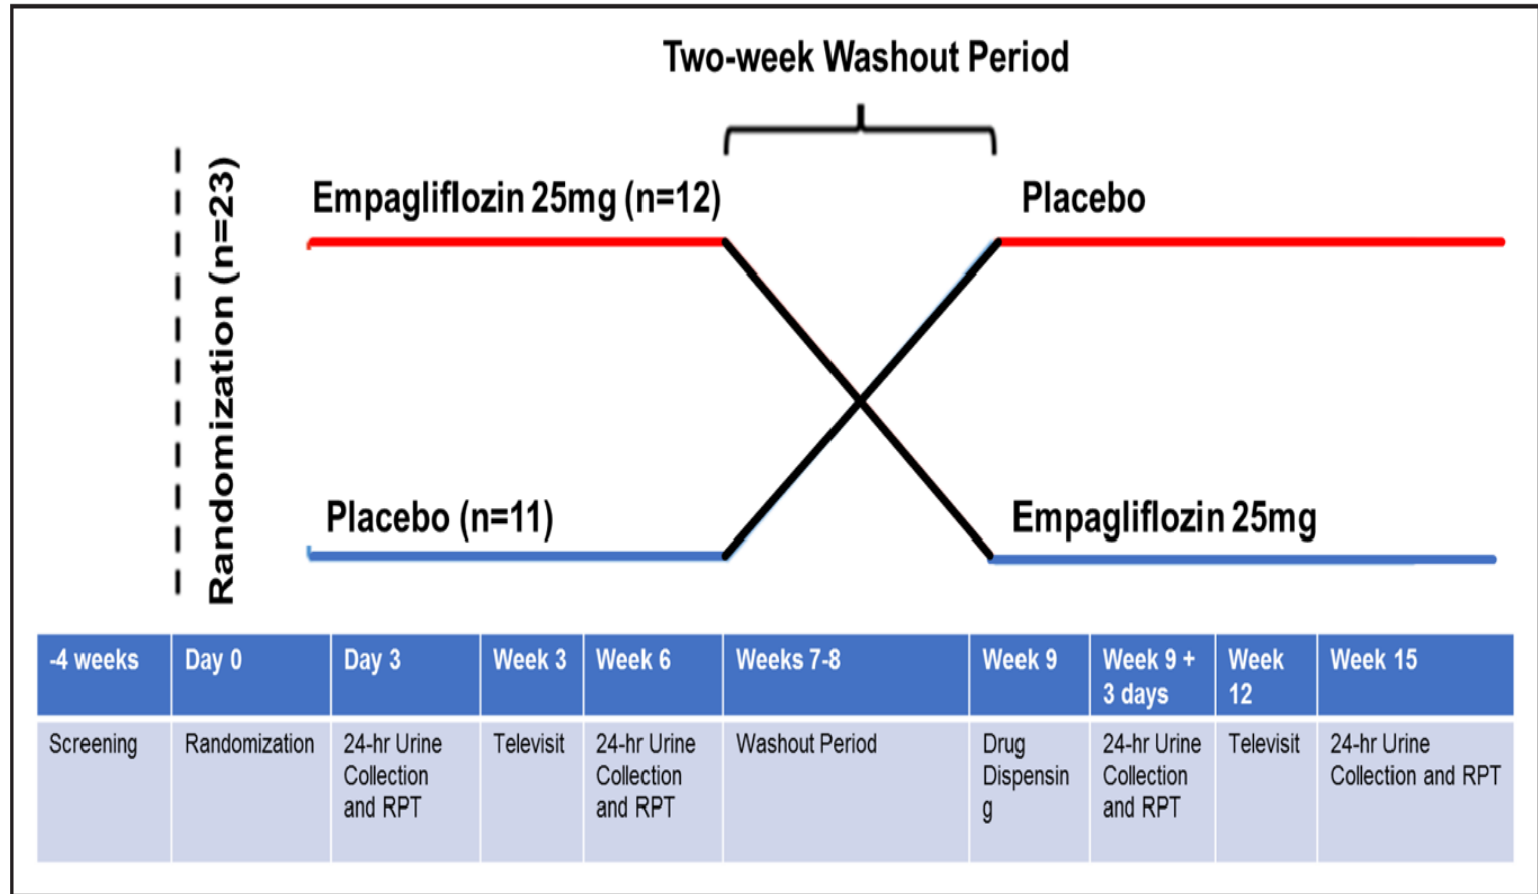 Two-week Washout Period
Randomization (n=23)
Empagliflozin 25mg (n=12)
Placebo
Placebo (n=11)
Empagliflozin 25mg
-4 weeks
Day 0
Day 3
Week 3
Week 6
Weeks 7-8
Week 9
Week 9 +
3 days
Week
12
Week 15
Screening
Randomization
24-hr Urine
Collection
and RPT
Televisit
24-hr Urine
Collection
and RPT
Washout Period
Drug
Dispensin
g
24-hr Urine
Collection
and RPT
Televisit
24-hr Urine
Collection and RPT